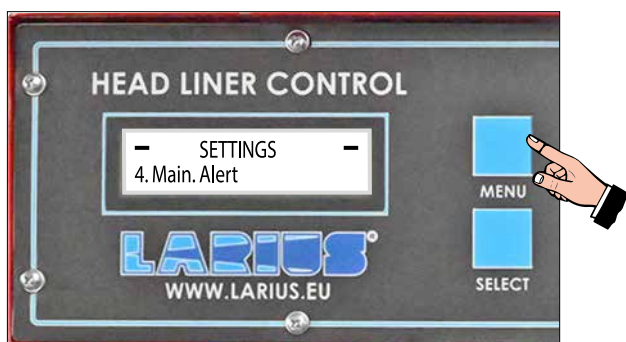 HEAD LINER CONTROL
- SETTINGS -
4. Main. Alert
MENU
LARIUS®
WWW.LARIUS.EU
SELECT